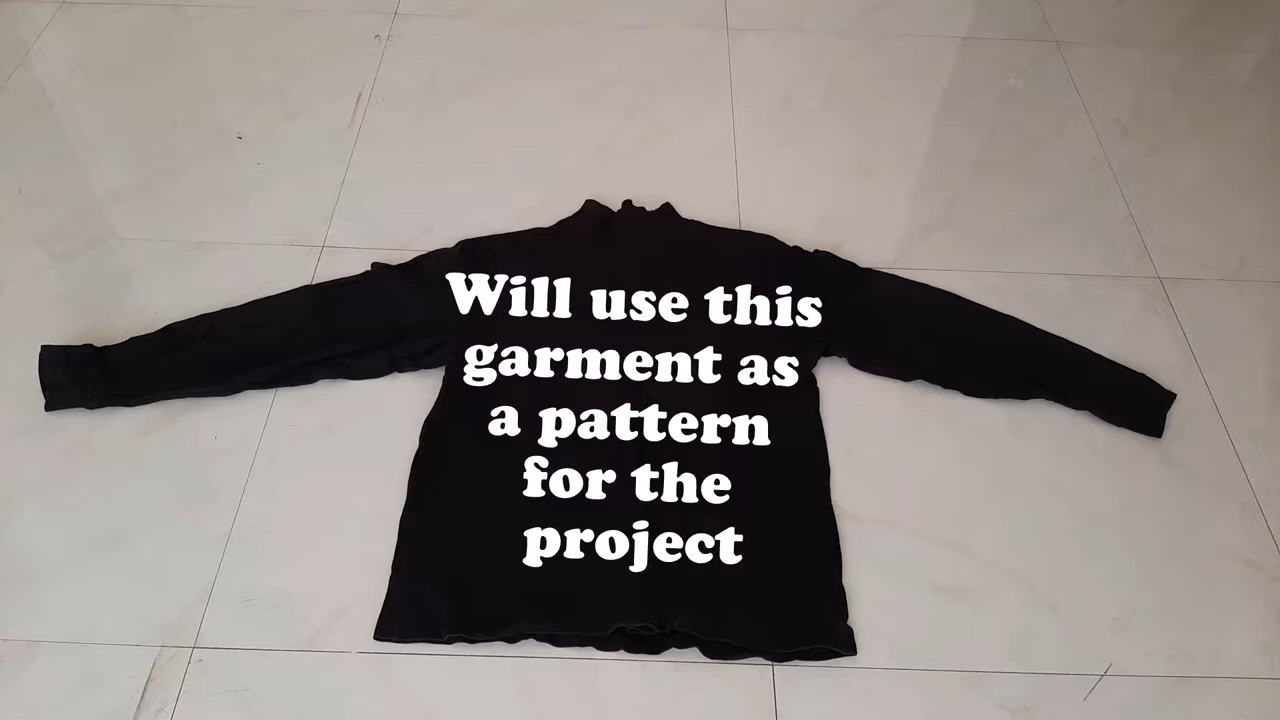 Will use this
garment as
a pattern
for the
project